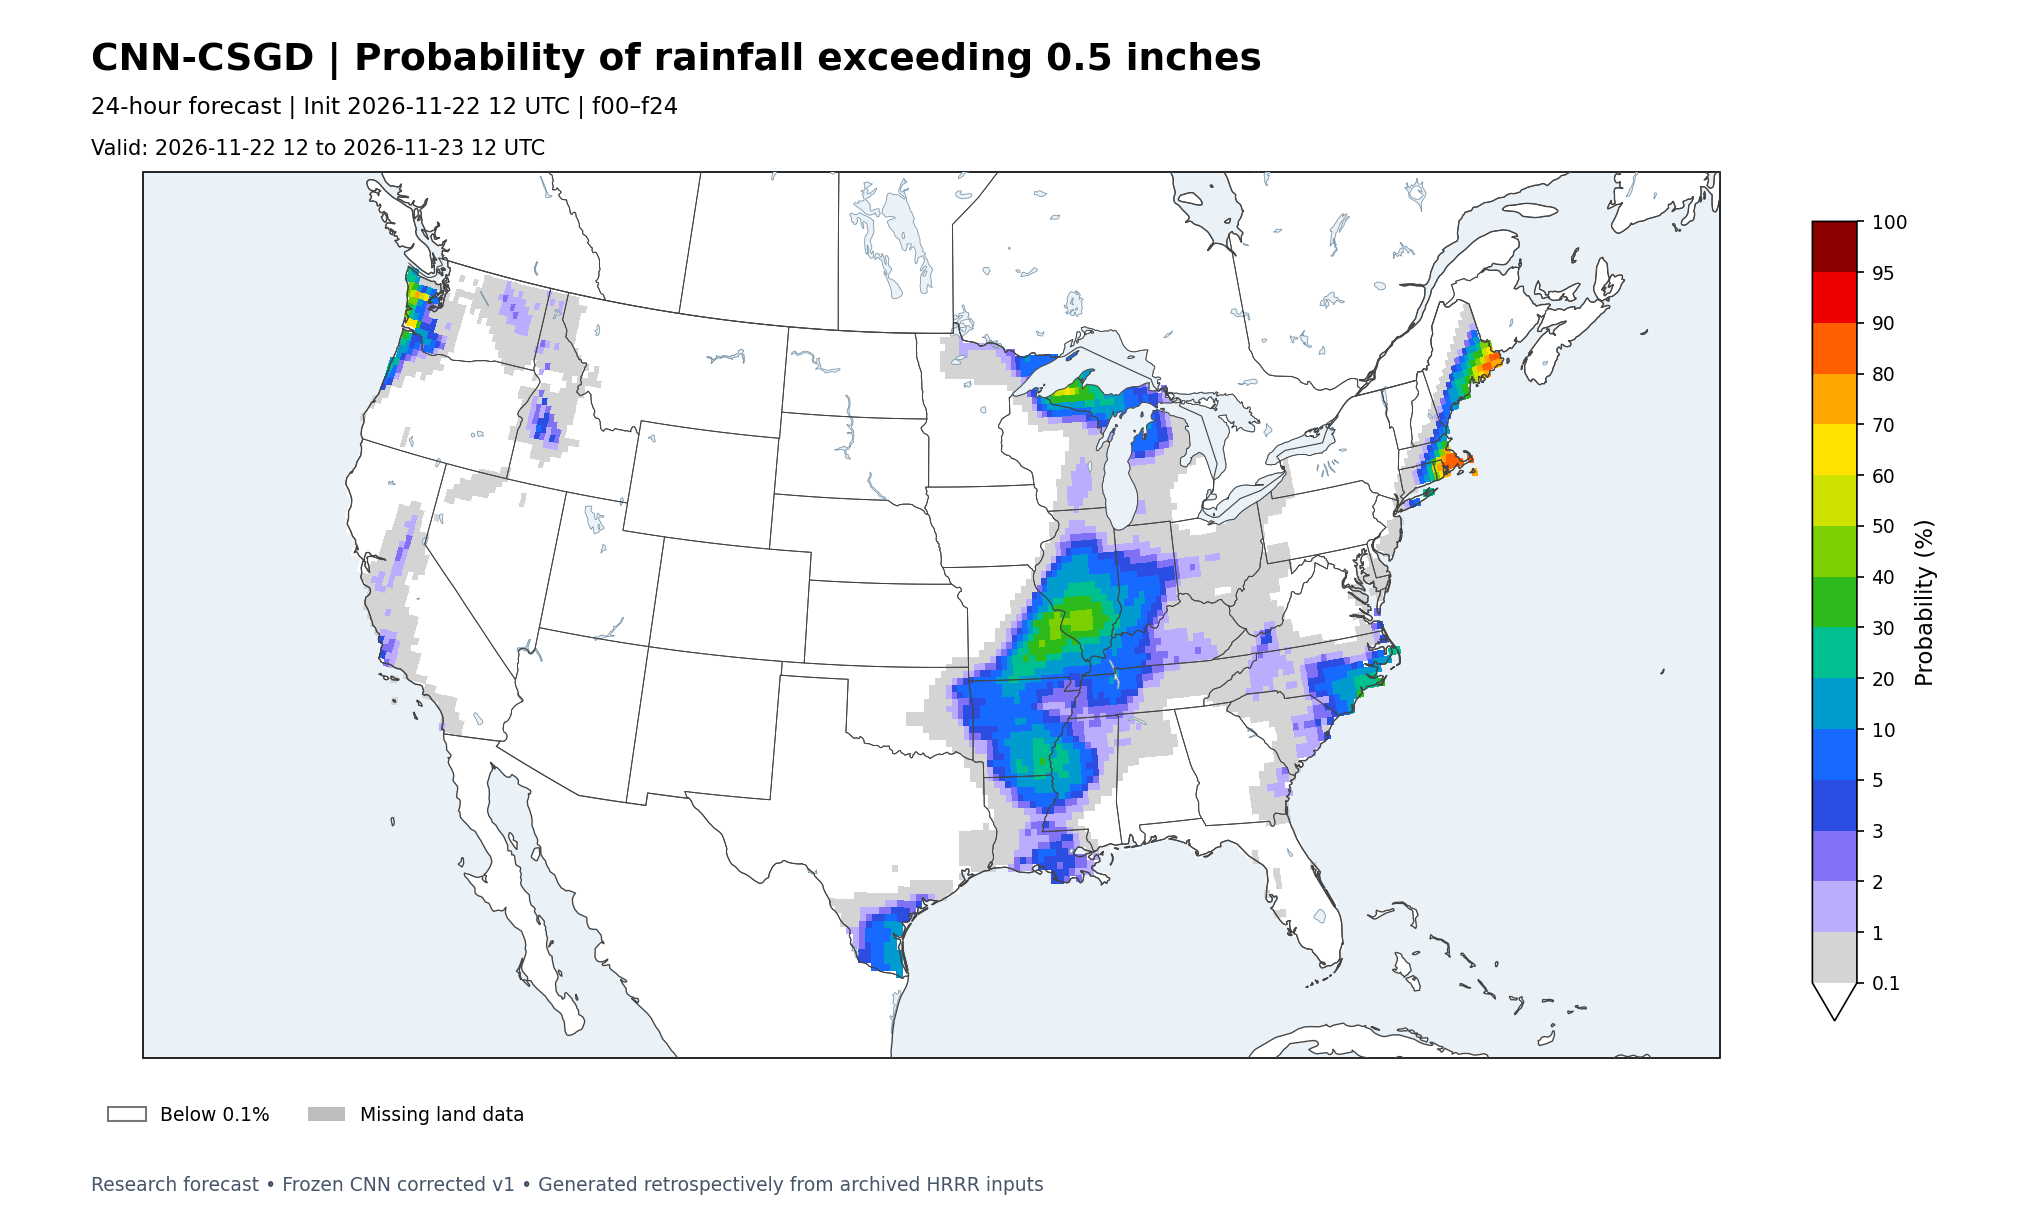 CNN-CSGD | Probability of rainfall exceeding 0.5 inches
24-hour forecast | Init 2026-11-22 12 UTC | f00–f24
Valid: 2026-11-22 12 to 2026-11-23 12 UTC
100
95
90
80
70
60
50
40
30
20
10
5
3
2
1
0.1
Probability (%)
Below 0.1%
Missing land data
Research forecast • Frozen CNN corrected v1 • Generated retrospectively from archived HRRR inputs